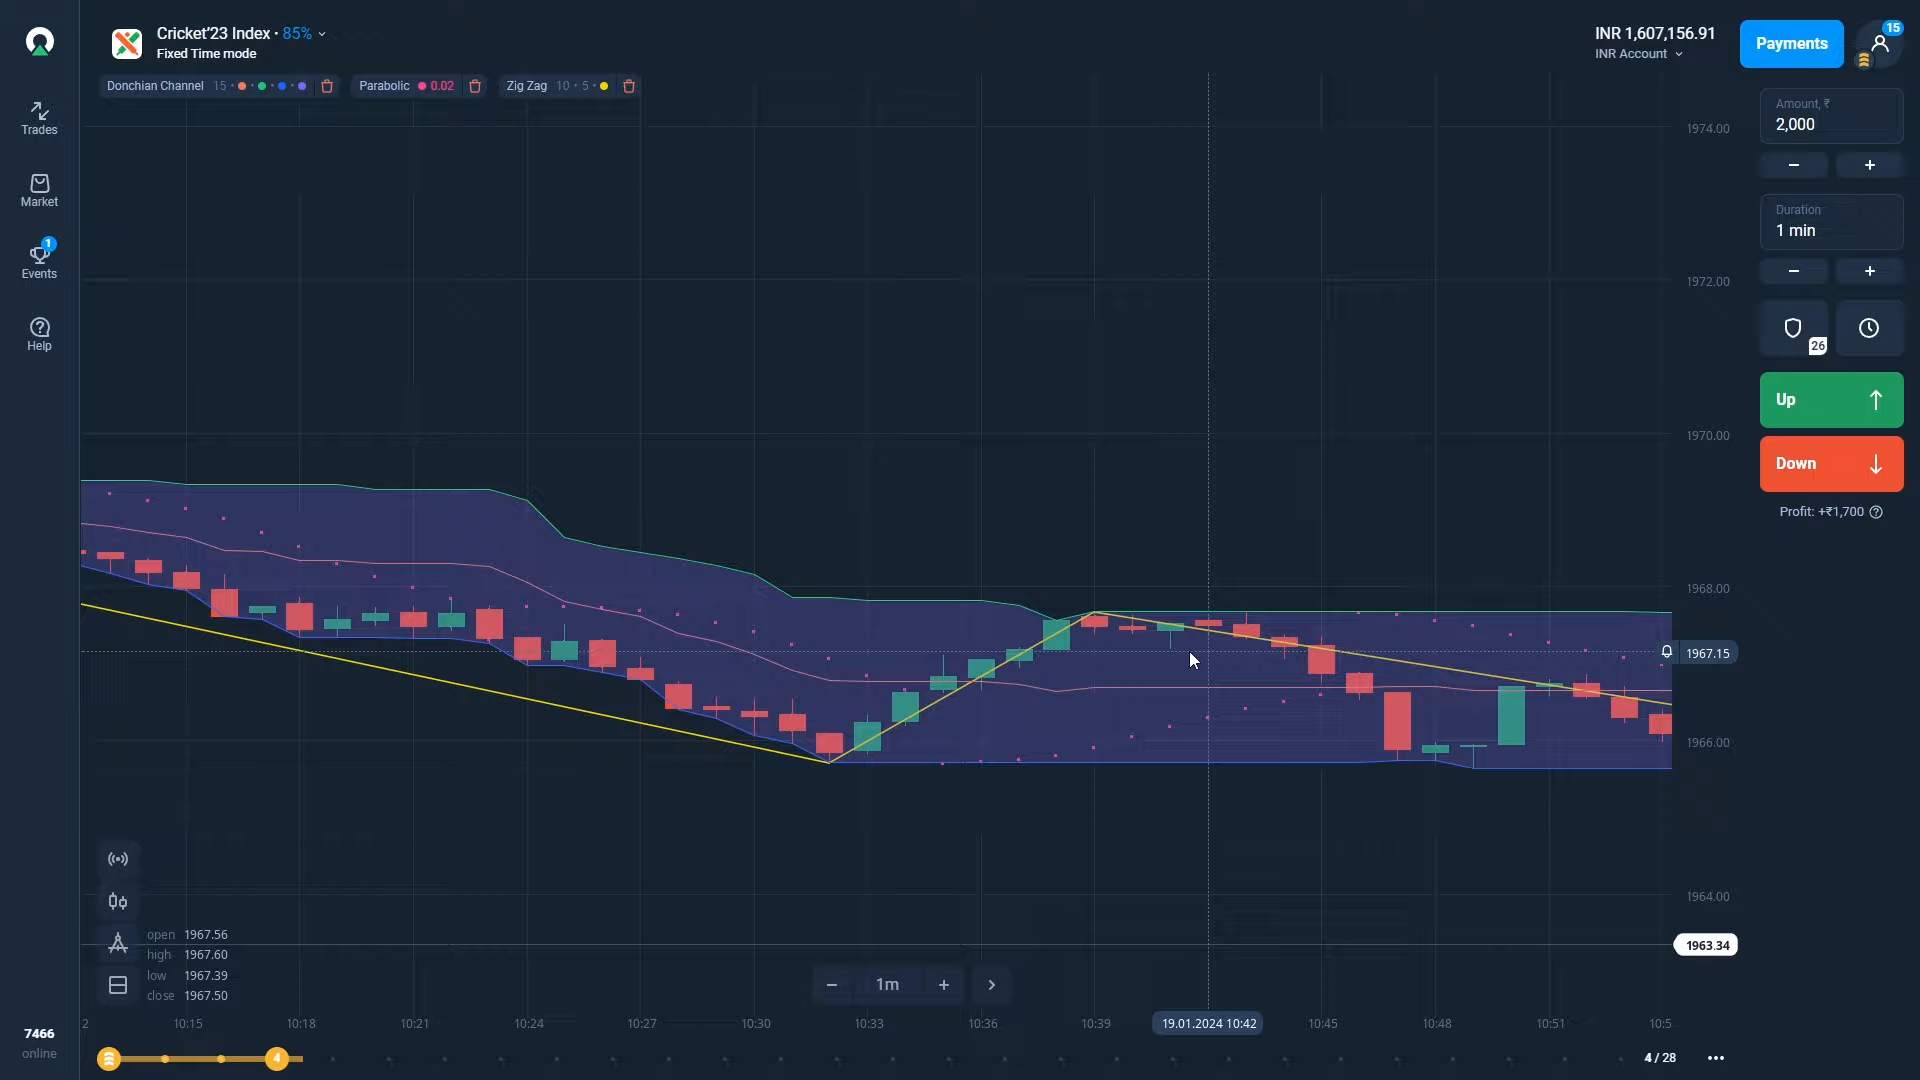 Cricket'23 Index • 85%
Fixed Time mode
INR 1,607,156.91
INR Account
Payments
15
Donchian Channel 15
Parabolic 0.02
Zig Zag 10 • 5
Trades
Market
1
Events
Help
Amount, ₹
2,000
− +
Duration
1 min
− +
26
Up
Down
Profit: +₹1,700
1974.00
1972.00
1970.00
1968.00
1967.15
1966.00
1964.00
1963.34
open 1967.56
high 1967.60
low 1967.39
close 1967.50
− 1m +
2 10:15 10:18 10:21 10:24 10:27 10:30 10:33 10:36 10:39 19.01.2024 10:42 10:45 10:48 10:51 10:5
7466
online
4
4 / 28